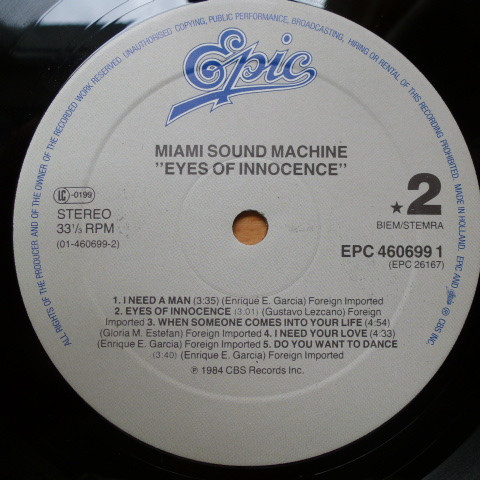 ALL RIGHTS OF THE PRODUCER AND OF THE OWNER OF THE RECORDED WORK RESERVED. UNAUTHORISED COPYING, PUBLIC PERFORMANCE, BROADCASTING, HIRING OR RENTAL OF THIS RECORDING PROHIBITED. MADE IN HOLLAND. EPIC AND ARE ® CBS INC.
Epic
MIAMI SOUND MACHINE
"EYES OF INNOCENCE"
LC -0199
STEREO
33⅓ RPM
(01-460699-2)
★2
BIEM/STEMRA
EPC 460699 1
(EPC 26167)
1. I NEED A MAN (3:35) (Enrique E. Garcia) Foreign Imported
2. EYES OF INNOCENCE (3.01) (Gustavo Lezcano) Foreign
Imported 3. WHEN SOMEONE COMES INTO YOUR LIFE (4:54)
(Gloria M. Estefan) Foreign Imported 4. I NEED YOUR LOVE (4:33)
(Enrique E. Garcia) Foreign Imported 5. DO YOU WANT TO DANCE
(3:40) (Enrique E. Garcia) Foreign Imported
℗ 1984 CBS Records Inc.